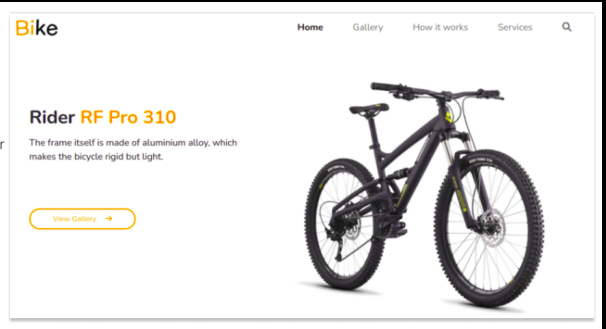 Bike
Home Gallery How it works Services
Rider RF Pro 310
The frame itself is made of aluminium alloy, which
makes the bicycle rigid but light.
View Gallery →
r